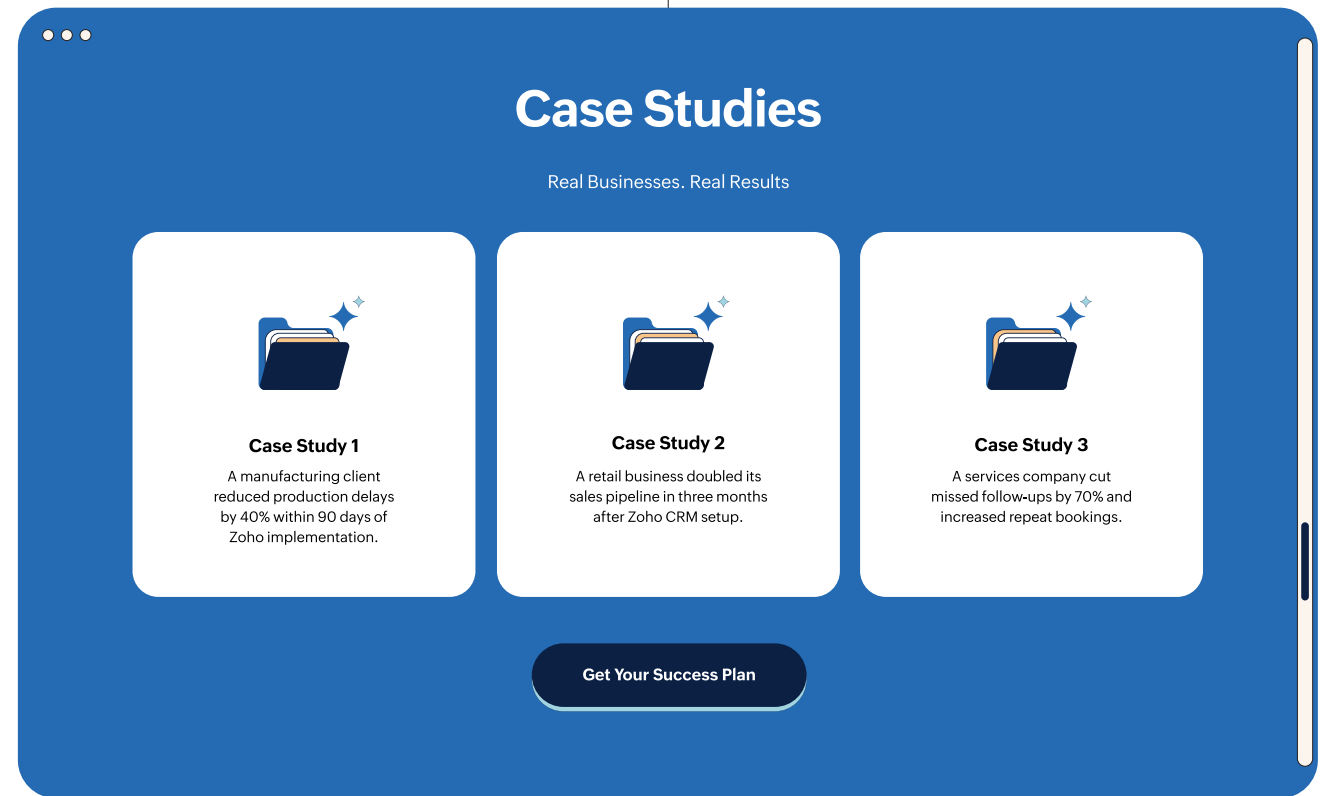 Case Studies
Real Businesses. Real Results
Case Study 1
A manufacturing client
reduced production delays
by 40% within 90 days of
Zoho implementation.
Case Study 2
A retail business doubled its
sales pipeline in three months
after Zoho CRM setup.
Case Study 3
A services company cut
missed follow-ups by 70% and
increased repeat bookings.
Get Your Success Plan